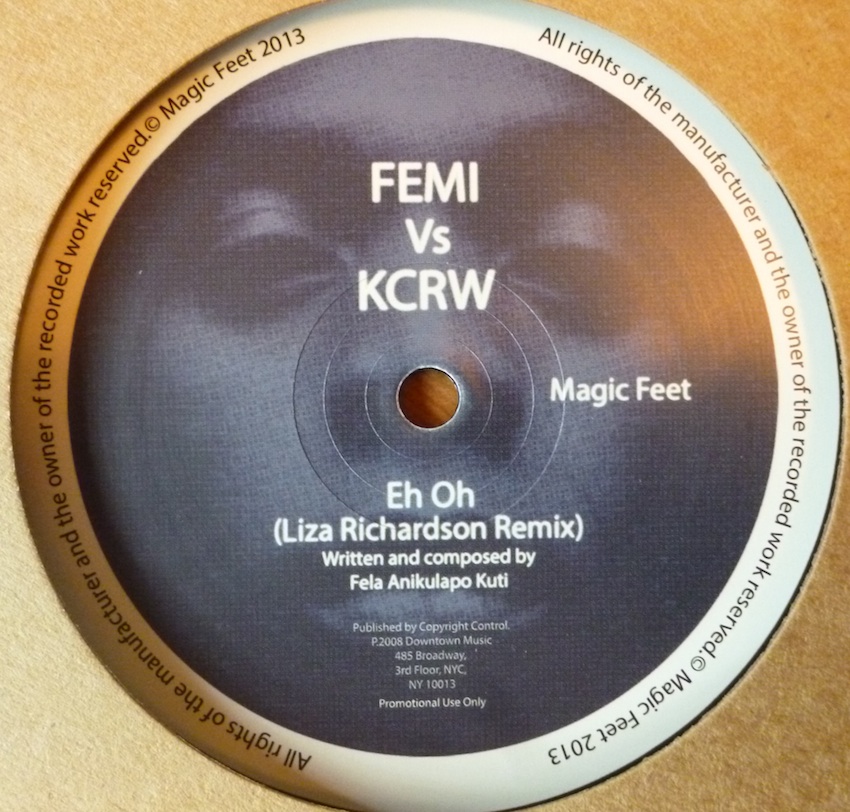 FEMI
Vs
KCRW
Magic Feet
Eh Oh
(Liza Richardson Remix)
Written and composed by
Fela Anikulapo Kuti
Published by Copyright Control.
P.2008 Downtown Music
485 Broadway,
3rd Floor, NYC,
NY 10013
Promotional Use Only
All rights of the manufacturer and the owner of the recorded work reserved.© Magic Feet 2013
All rights of the manufacturer and the owner of the recorded work reserved.© Magic Feet 2013